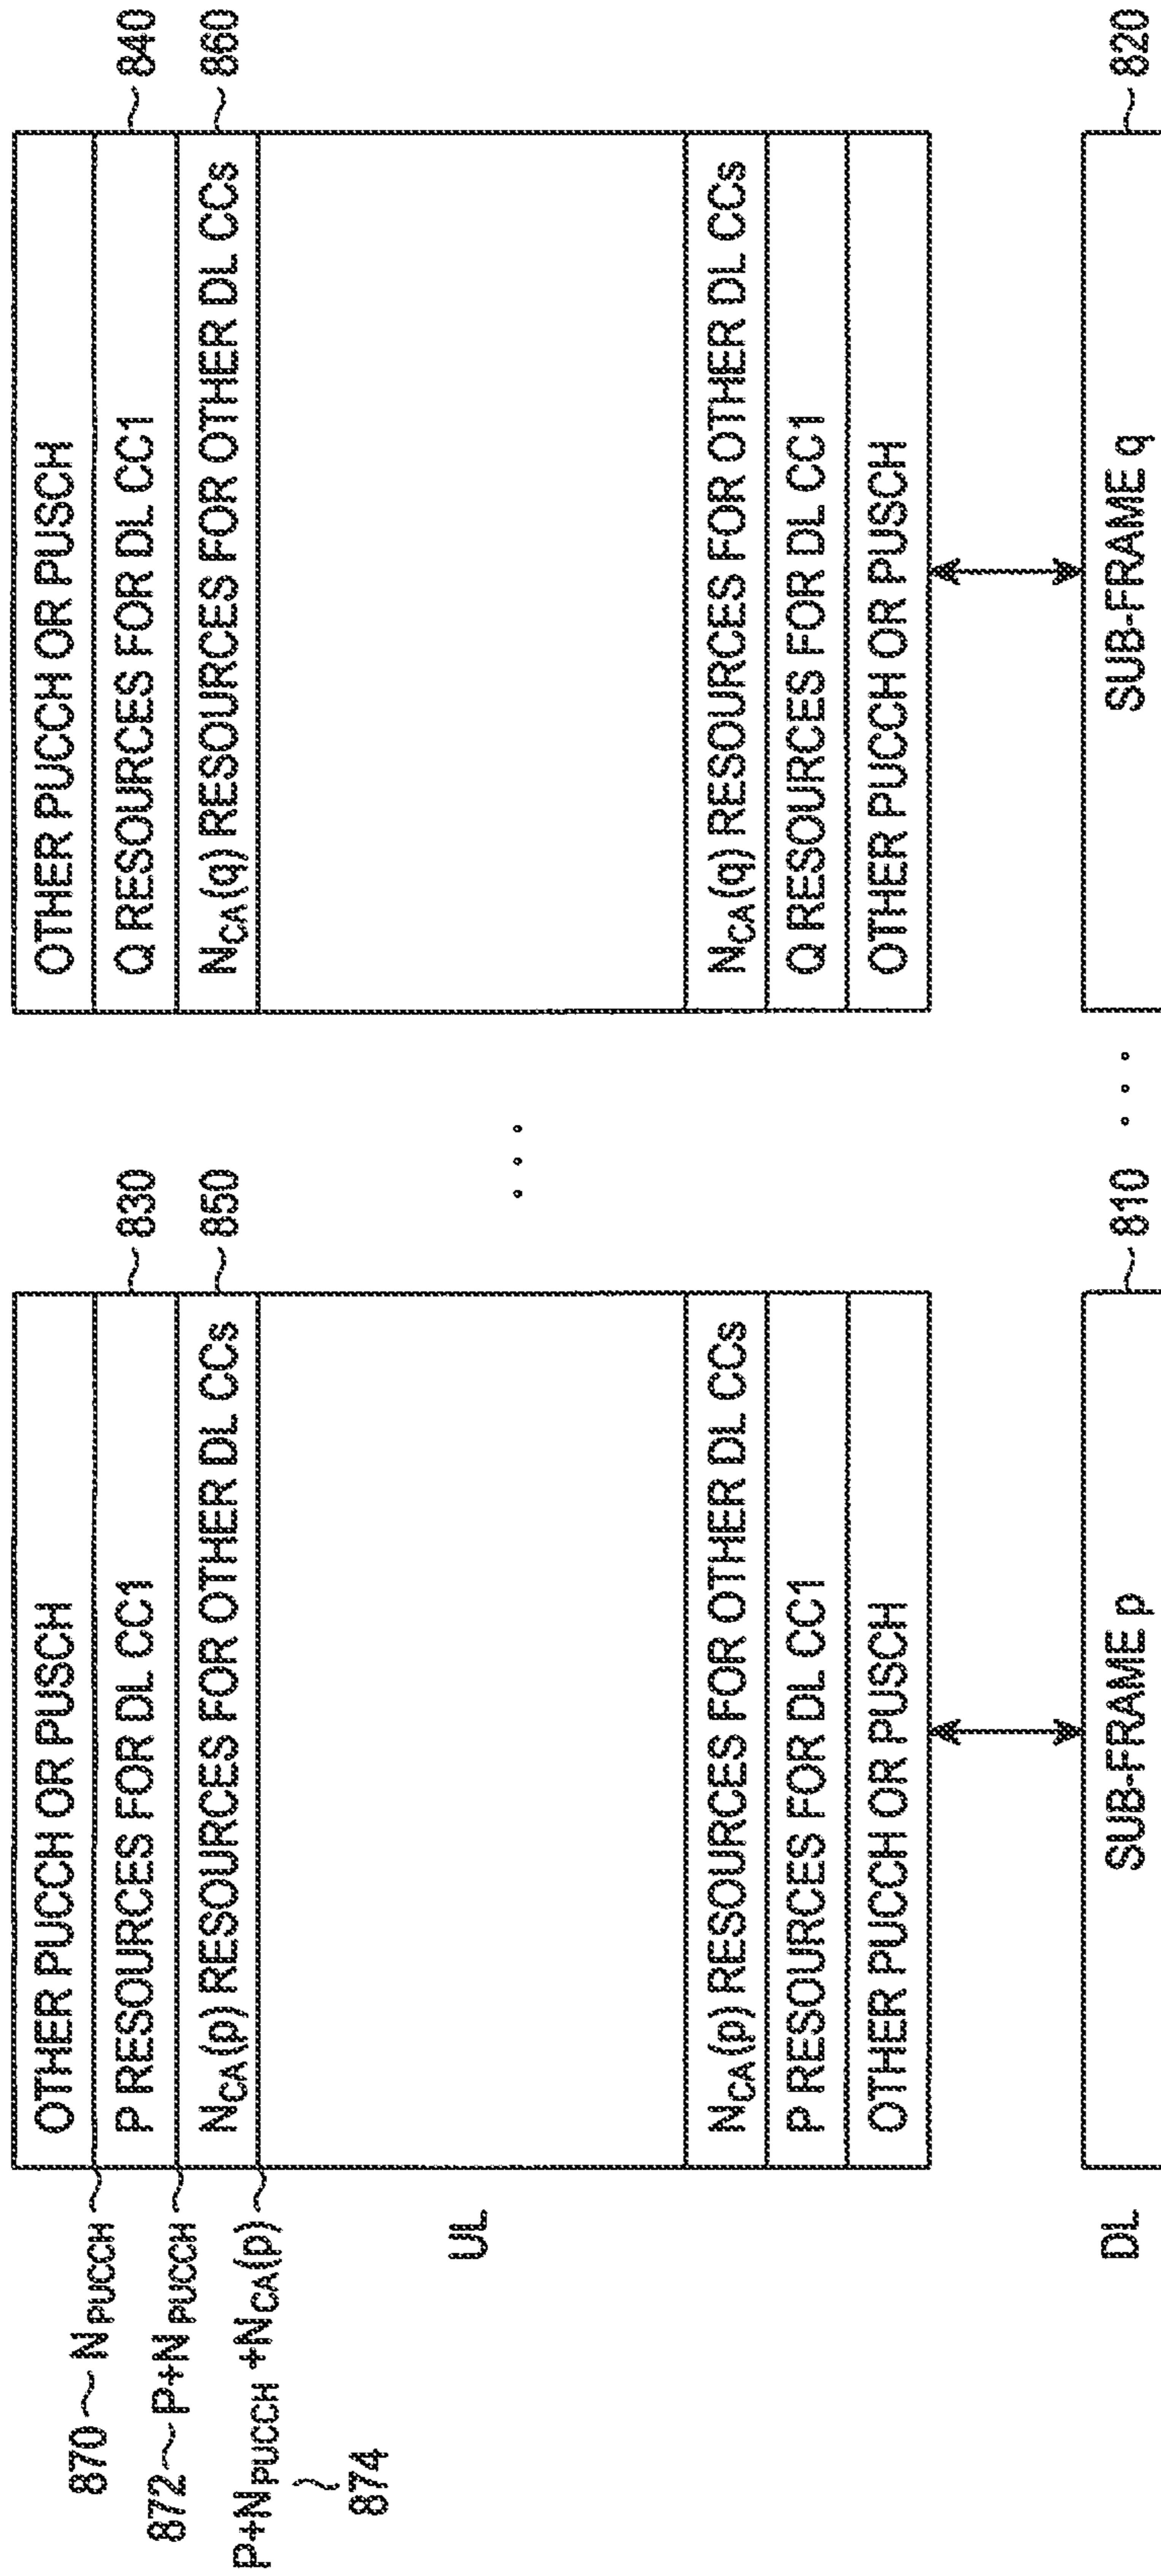 870 ~ NPUCCH
872 ~ P+NPUCCH
P+NPUCCH +NCA(p)
874
UL
DL
OTHER PUCCH OR PUSCH
P RESOURCES FOR DL CC1
830
NCA(p) RESOURCES FOR OTHER DL CCs
850
NCA(p) RESOURCES FOR OTHER DL CCs
P RESOURCES FOR DL CC1
OTHER PUCCH OR PUSCH
SUB-FRAME p
810
OTHER PUCCH OR PUSCH
Q RESOURCES FOR DL CC1
840
NCA(q) RESOURCES FOR OTHER DL CCs
860
NCA(q) RESOURCES FOR OTHER DL CCs
Q RESOURCES FOR DL CC1
OTHER PUCCH OR PUSCH
SUB-FRAME q
820